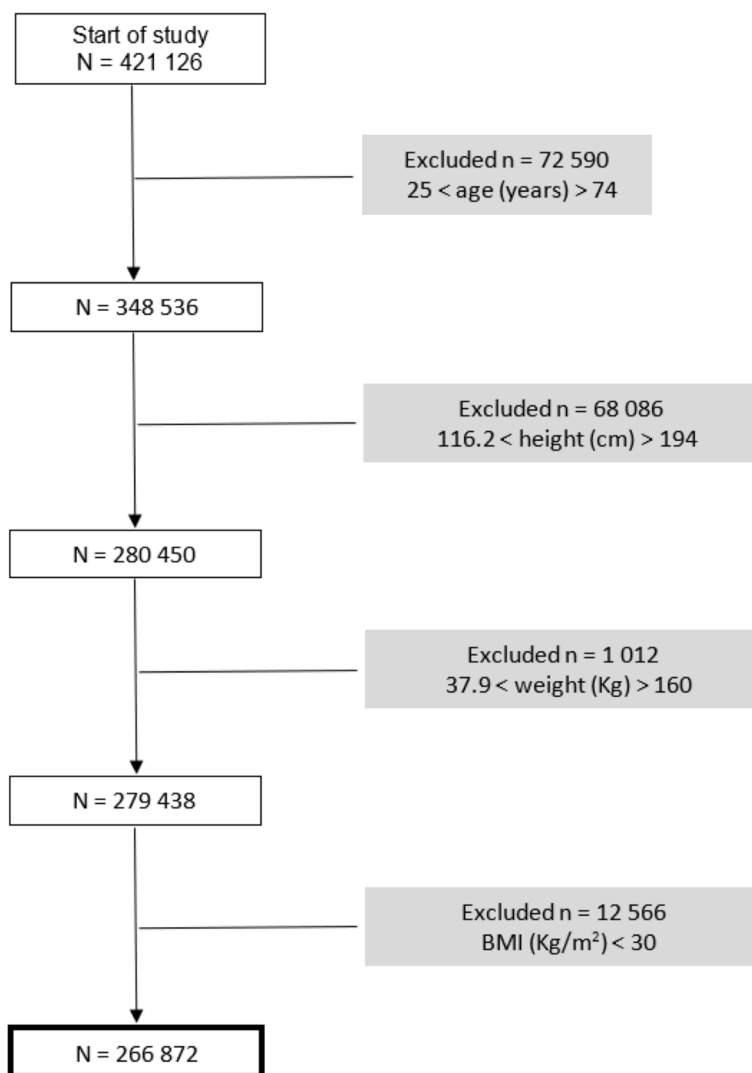 Start of study
N = 421 126
Excluded n = 72 590
25 < age (years) > 74
N = 348 536
Excluded n = 68 086
116.2 < height (cm) > 194
N = 280 450
Excluded n = 1 012
37.9 < weight (Kg) > 160
N = 279 438
Excluded n = 12 566
BMI (Kg/m²) < 30
N = 266 872